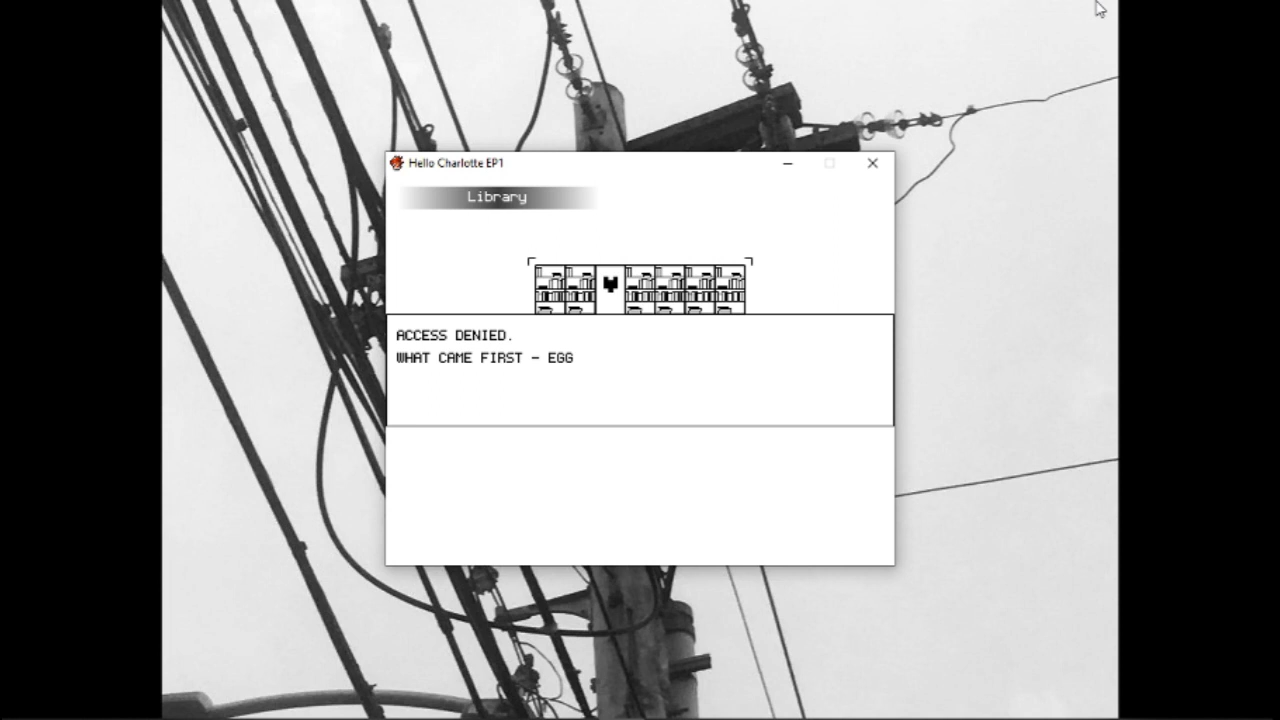 Hello Charlotte EP1
Library
ACCESS DENIED.
WHAT CAME FIRST - EGG